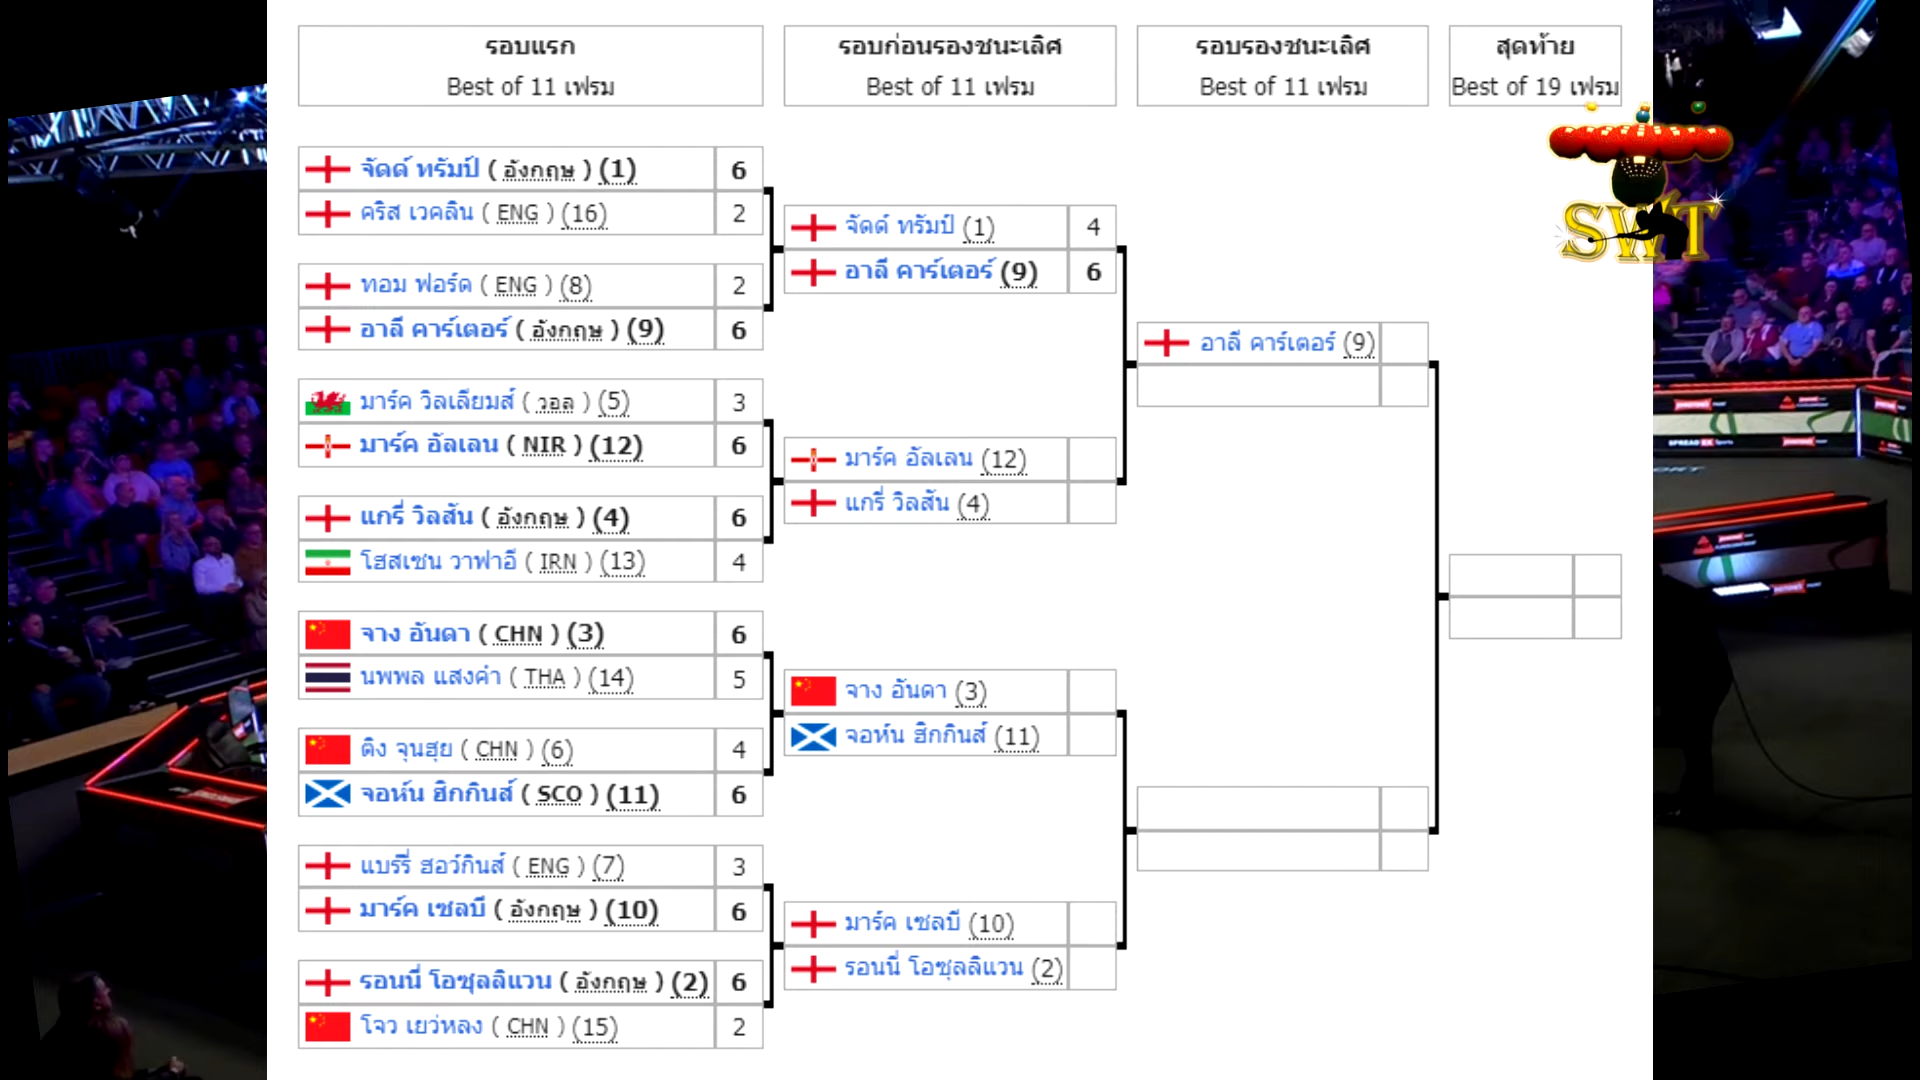 รอบแรก
Best of 11 เฟรม
รอบก่อนรองชนะเลิศ
Best of 11 เฟรม
รอบรองชนะเลิศ
Best of 11 เฟรม
สุดท้าย
Best of 19 เฟรม
จัดด์ ทรัมป์ ( อังกฤษ ) (1) 6
คริส เวคลิน ( ENG ) (16) 2
ทอม ฟอร์ด ( ENG ) (8) 2
อาลี คาร์เตอร์ ( อังกฤษ ) (9) 6
มาร์ค วิลเลียมส์ ( วอล ) (5) 3
มาร์ค อัลเลน ( NIR ) (12) 6
แกรี่ วิลสัน ( อังกฤษ ) (4) 6
โฮสเซน วาฟาอี ( IRN ) (13) 4
จาง อันดา ( CHN ) (3) 6
นพพล แสงคำ ( THA ) (14) 5
ติง จุนฮุย ( CHN ) (6) 4
จอห์น ฮิกกินส์ ( SCO ) (11) 6
แบร์รี่ ฮอว์กินส์ ( ENG ) (7) 3
มาร์ค เซลบี ( อังกฤษ ) (10) 6
รอนนี่ โอซุลลิแวน ( อังกฤษ ) (2) 6
โจว เยว่หลง ( CHN ) (15) 2
จัดด์ ทรัมป์ (1) 4
อาลี คาร์เตอร์ (9) 6
มาร์ค อัลเลน (12)
แกรี่ วิลสัน (4)
จาง อันดา (3)
จอห์น ฮิกกินส์ (11)
มาร์ค เซลบี (10)
รอนนี่ โอซุลลิแวน (2)
อาลี คาร์เตอร์ (9)
SWT